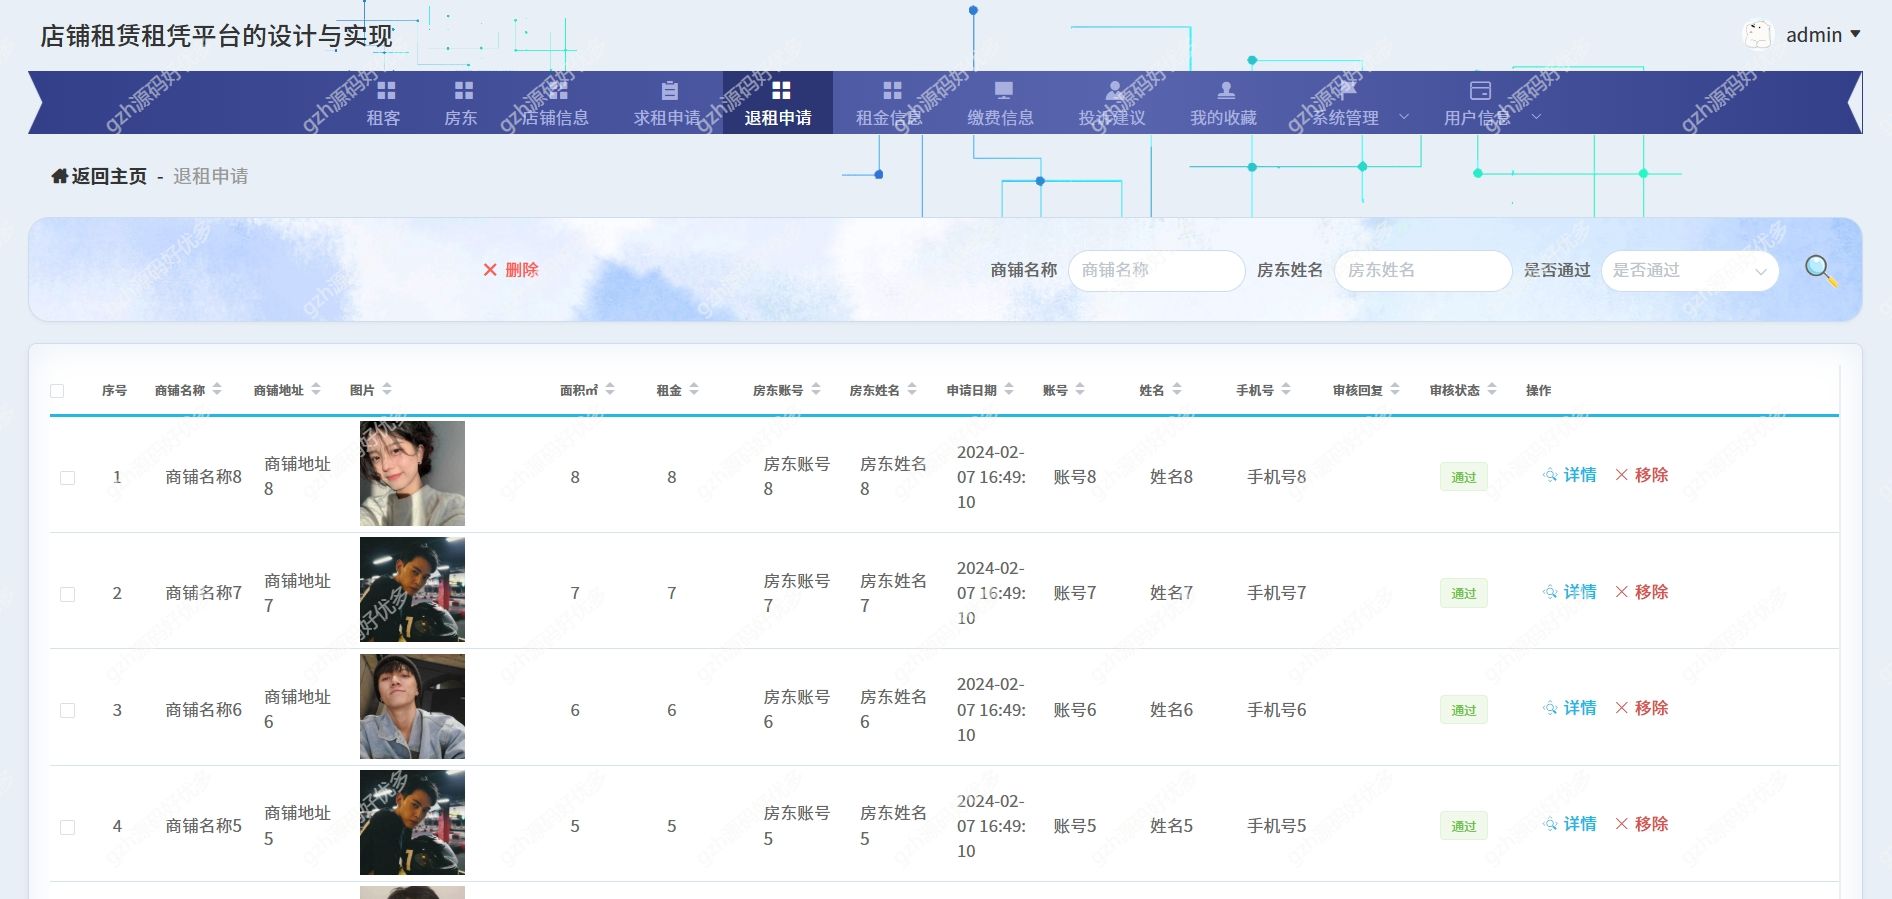 店铺租赁租凭平台的设计与实现
admin
租客
房东
店铺信息
求租申请
退租申请
租金信息
缴费信息
投诉建议
我的收藏
系统管理
用户信息
返回主页 - 退租申请
删除
商铺名称 商铺名称 房东姓名 房东姓名 是否通过 是否通过
序号 商铺名称 商铺地址 图片 面积㎡ 租金 房东账号 房东姓名 申请日期 账号 姓名 手机号 审核回复 审核状态 操作
1 商铺名称8 商铺地址8 8 8 房东账号8 房东姓名8 2024-02-07 16:49:10 账号8 姓名8 手机号8 通过 详情 移除
2 商铺名称7 商铺地址7 7 7 房东账号7 房东姓名7 2024-02-07 16:49:10 账号7 姓名7 手机号7 通过 详情 移除
3 商铺名称6 商铺地址6 6 6 房东账号6 房东姓名6 2024-02-07 16:49:10 账号6 姓名6 手机号6 通过 详情 移除
4 商铺名称5 商铺地址5 5 5 房东账号5 房东姓名5 2024-02-07 16:49:10 账号5 姓名5 手机号5 通过 详情 移除
gzh源码好优多